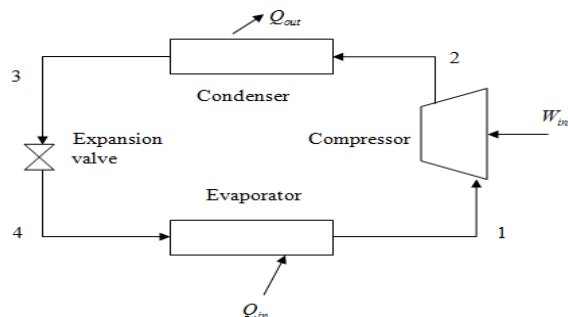 Q_out
3
2
Condenser
W_in
Expansion
valve
Compressor
Evaporator
4
1
Q_in